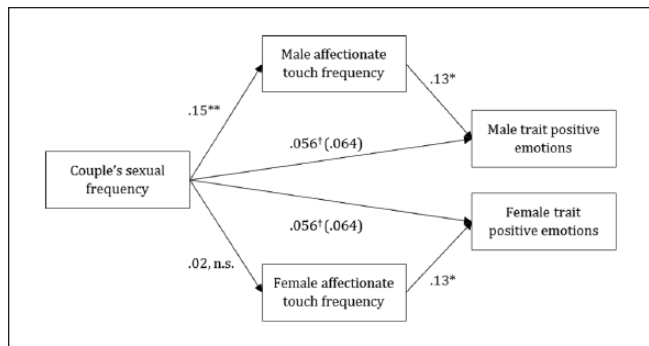 Male affectionate
touch frequency
.15**
.13*
.056†(.064)
Male trait positive
emotions
Couple's sexual
frequency
Female trait
positive emotions
.056†(.064)
.02, n.s.
Female affectionate
touch frequency
.13*